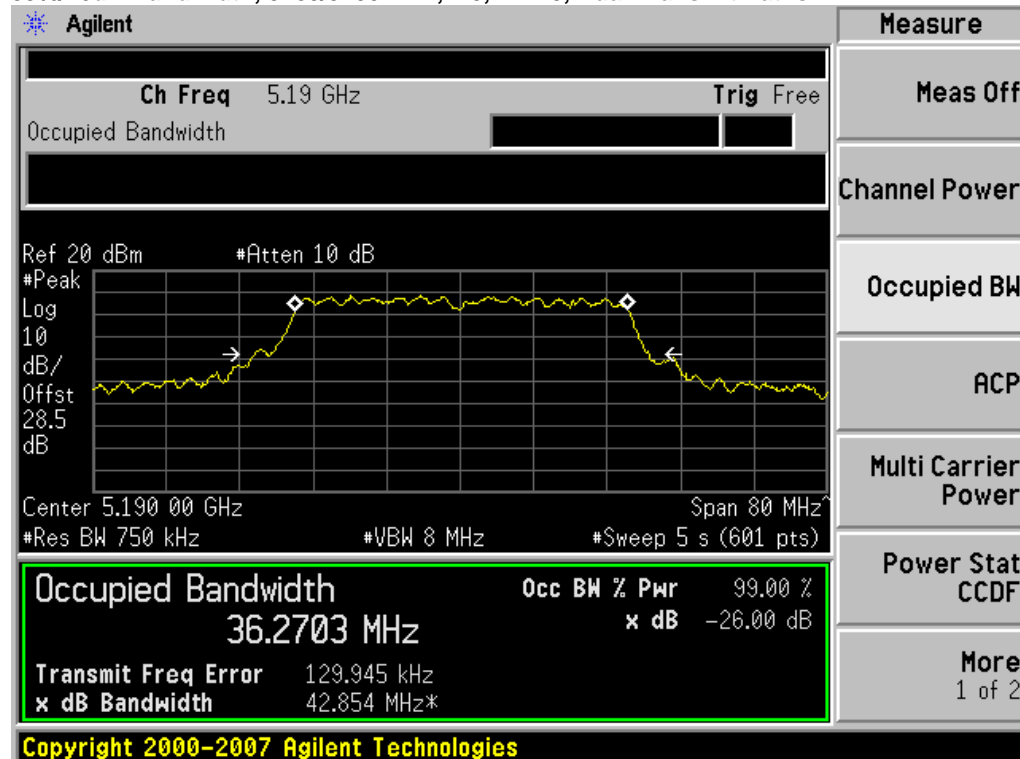 Agilent
Measure
Ch Freq 5.19 GHz
Trig Free
Occupied Bandwidth
Meas Off
Channel Power
Occupied BW
ACP
Multi Carrier
Power
Power Stat
CCDF
More
1 of 2
Ref 20 dBm
#Atten 10 dB
#Peak
Log
10
dB/
Offst
28.5
dB
Center 5.190 00 GHz
Span 80 MHz^
#Res BW 750 kHz
#VBW 8 MHz
#Sweep 5 s (601 pts)
Occupied Bandwidth
36.2703 MHz
Occ BW % Pwr 99.00 %
x dB -26.00 dB
Transmit Freq Error 129.945 kHz
x dB Bandwidth 42.854 MHz*
Copyright 2000-2007 Agilent Technologies